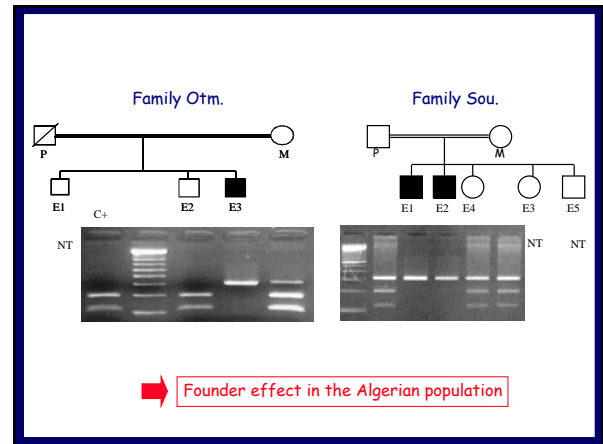 Family Otm.
Family Sou.
P
M
P
M
E1
E2
E3
E1
E2
E4
E3
E5
C+
NT
NT
NT
Founder effect in the Algerian population